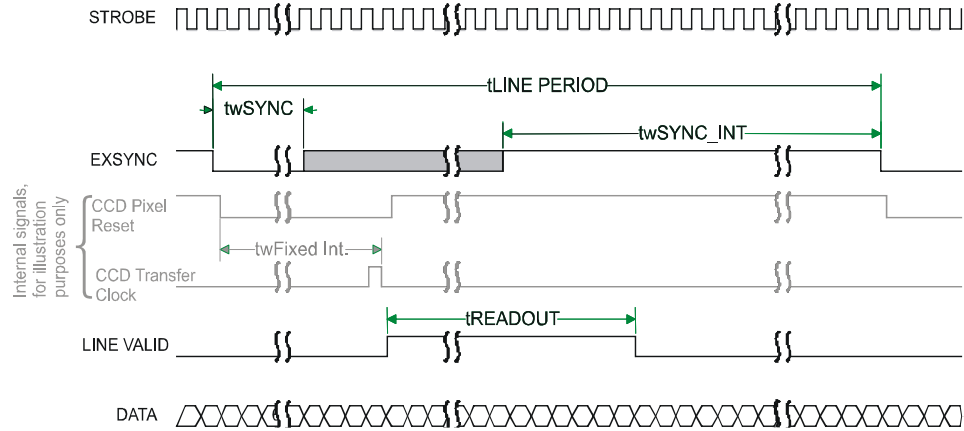 STROBE
tLINE PERIOD
twSYNC
twSYNC_INT
EXSYNC
Internal signals,
for illustration
purposes only
CCD Pixel
Reset
twFixed Int.
CCD Transfer
Clock
tREADOUT
LINE VALID
DATA